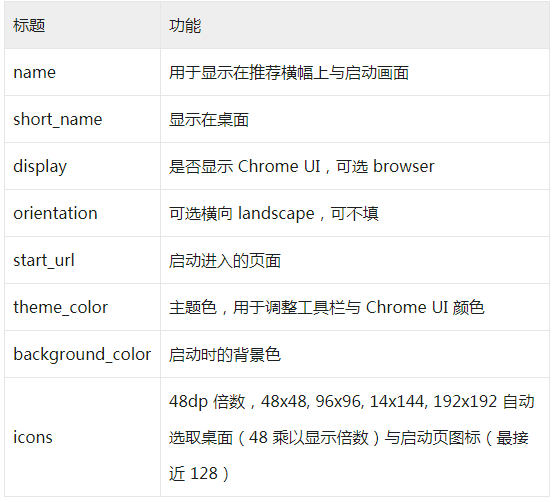 标题 功能
name 用于显示在推荐横幅上与启动画面
short_name 显示在桌面
display 是否显示 Chrome UI，可选 browser
orientation 可选横向 landscape，可不填
start_url 启动进入的页面
theme_color 主题色，用于调整工具栏与 Chrome UI 颜色
background_color 启动时的背景色
icons 48dp 倍数，48x48, 96x96, 14x144, 192x192 自动
选取桌面（48 乘以显示倍数）与启动页图标（最接
近 128）